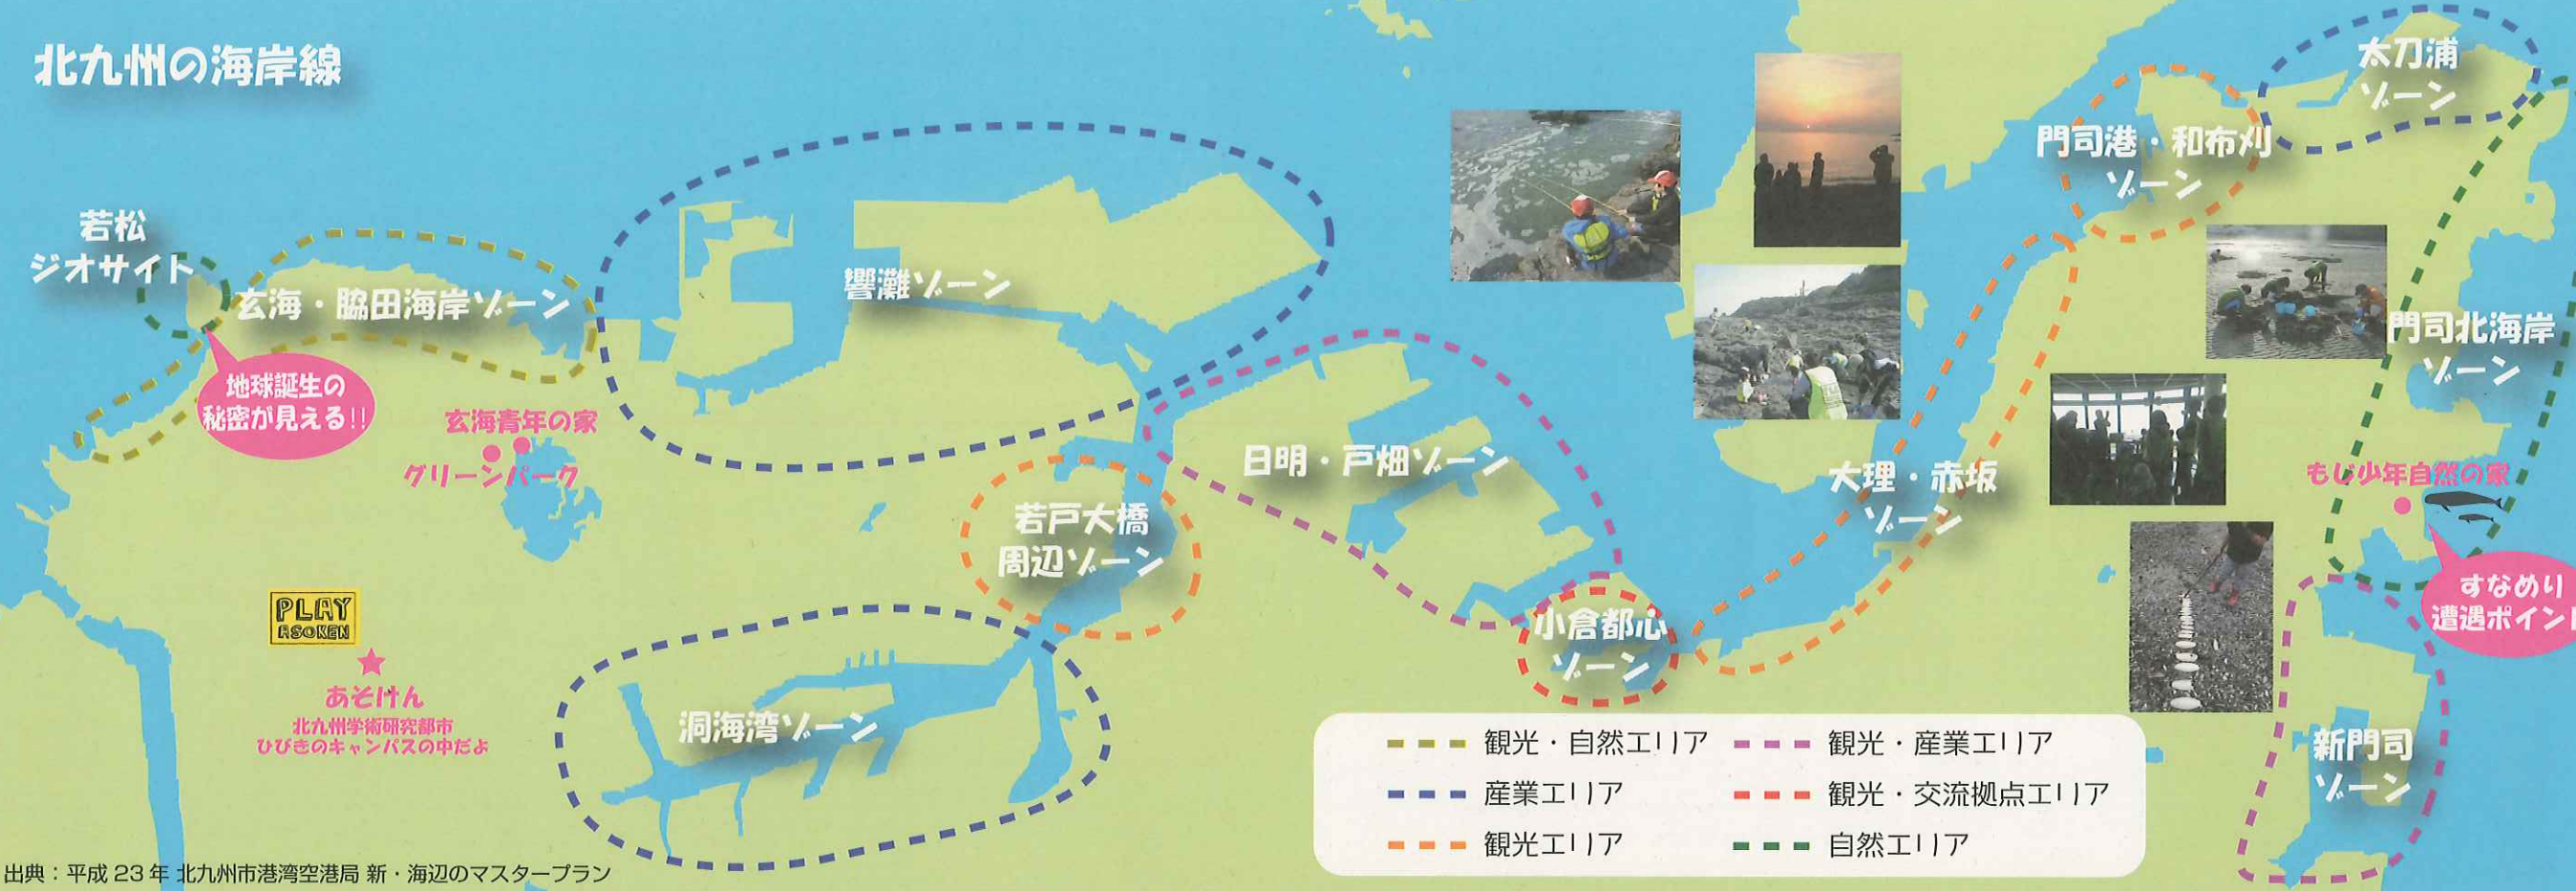 北九州の海岸線
若松
ジオサイト
玄海・脇田海岸ゾーン
響灘ゾーン
太刀浦
ゾーン
門司港・和布刈
ゾーン
門司北海岸
ゾーン
地球誕生の
秘密が見える!!
玄海青年の家
グリーンパーク
日明・戸畑ゾーン
大理・赤坂
ゾーン
もじ少年自然の家
若戸大橋
周辺ゾーン
すなめり
遭遇ポイント
PLAY
ASOKEN
小倉都心
ゾーン
あそけん
北九州学術研究都市
ひびきのキャンパスの中だよ
洞海湾ゾーン
新門司
ゾーン
観光・自然エリア
産業エリア
観光エリア
観光・産業エリア
観光・交流拠点エリア
自然エリア
出典：平成 23 年 北九州市港湾空港局 新・海辺のマスタープラン